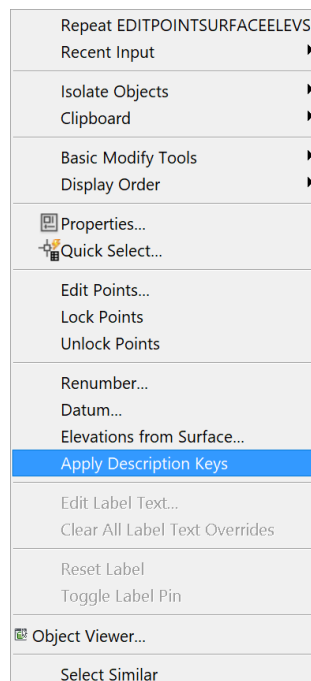 Repeat EDITPOINTSURFACEELEVS
Recent Input
Isolate Objects
Clipboard
Basic Modify Tools
Display Order
Properties...
Quick Select...
Edit Points...
Lock Points
Unlock Points
Renumber...
Datum...
Elevations from Surface...
Apply Description Keys
Edit Label Text...
Clear All Label Text Overrides
Reset Label
Toggle Label Pin
Object Viewer...
Select Similar